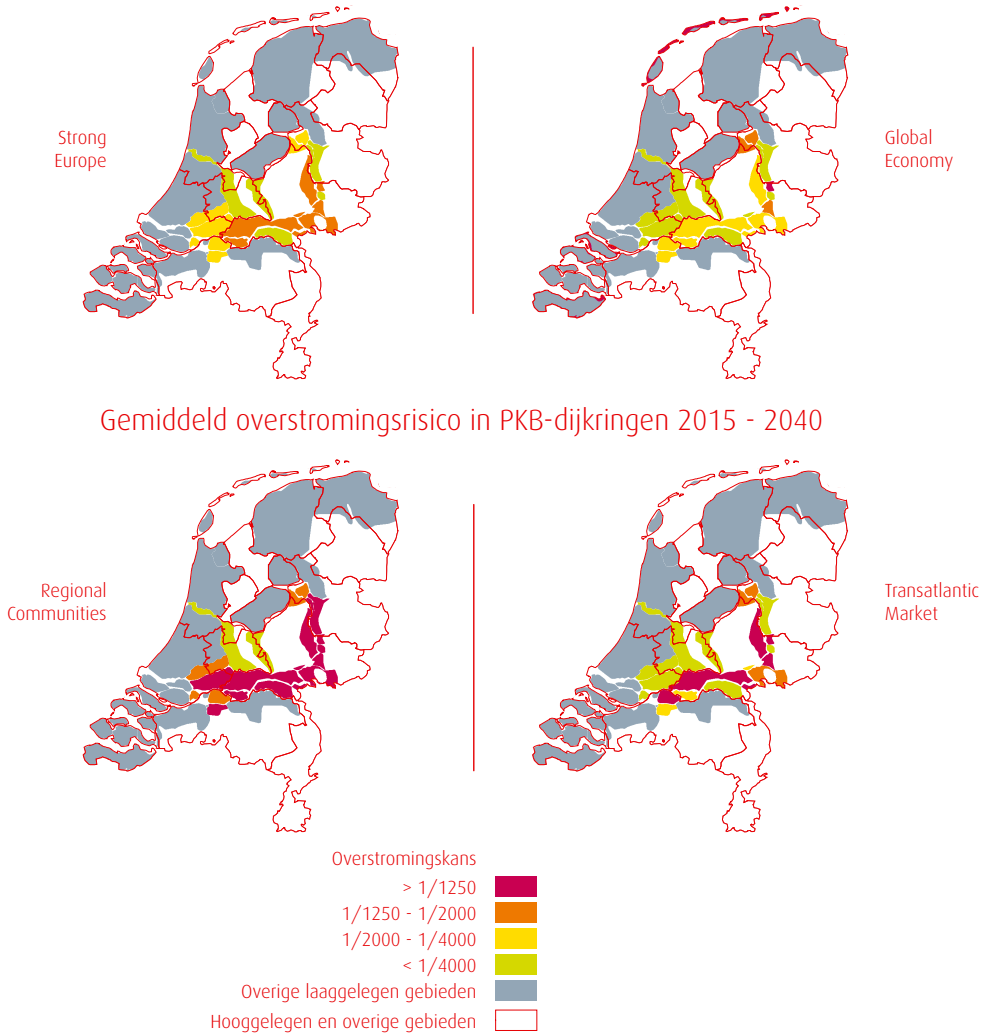 Strong
Europe
Global
Economy
Gemiddeld overstromingsrisico in PKB-dijkringen 2015 - 2040
Regional
Communities
Transatlantic
Market
Overstromingskans
> 1/1250
1/1250 - 1/2000
1/2000 - 1/4000
< 1/4000
Overige laaggelegen gebieden
Hooggelegen en overige gebieden